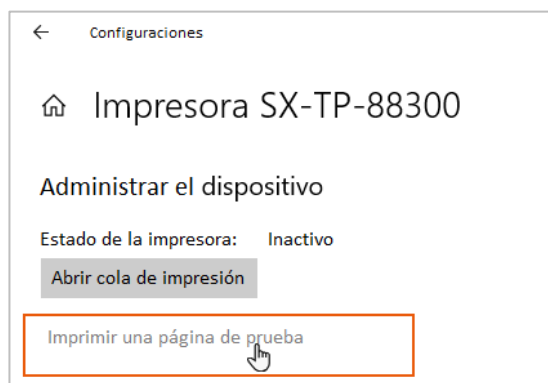 Configuraciones
Impresora SX-TP-88300
Administrar el dispositivo
Estado de la impresora: Inactivo
Abrir cola de impresión
Imprimir una página de prueba